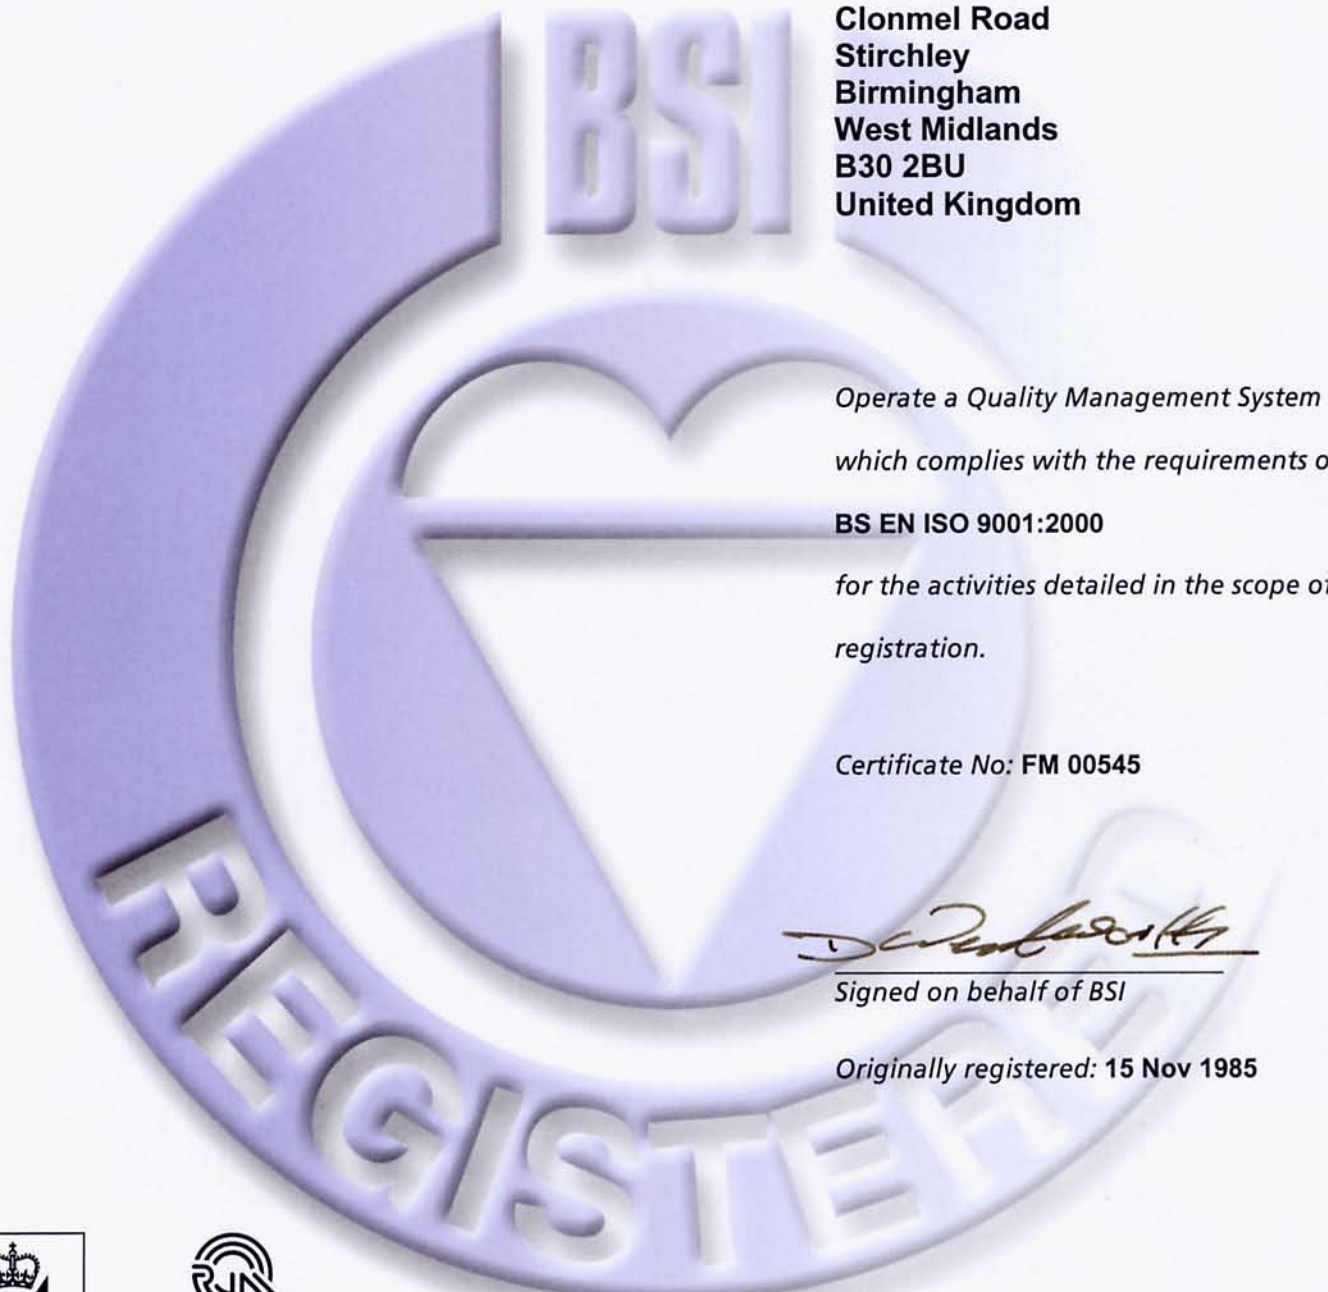 BSI
Clonmel Road
Stirchley
Birmingham
West Midlands
B30 2BU
United Kingdom
Operate a Quality Management System
which complies with the requirements o
BS EN ISO 9001:2000
for the activities detailed in the scope of
registration.
Certificate No: FM 00545
Signed on behalf of BSI
Originally registered: 15 Nov 1985
REGISTERED